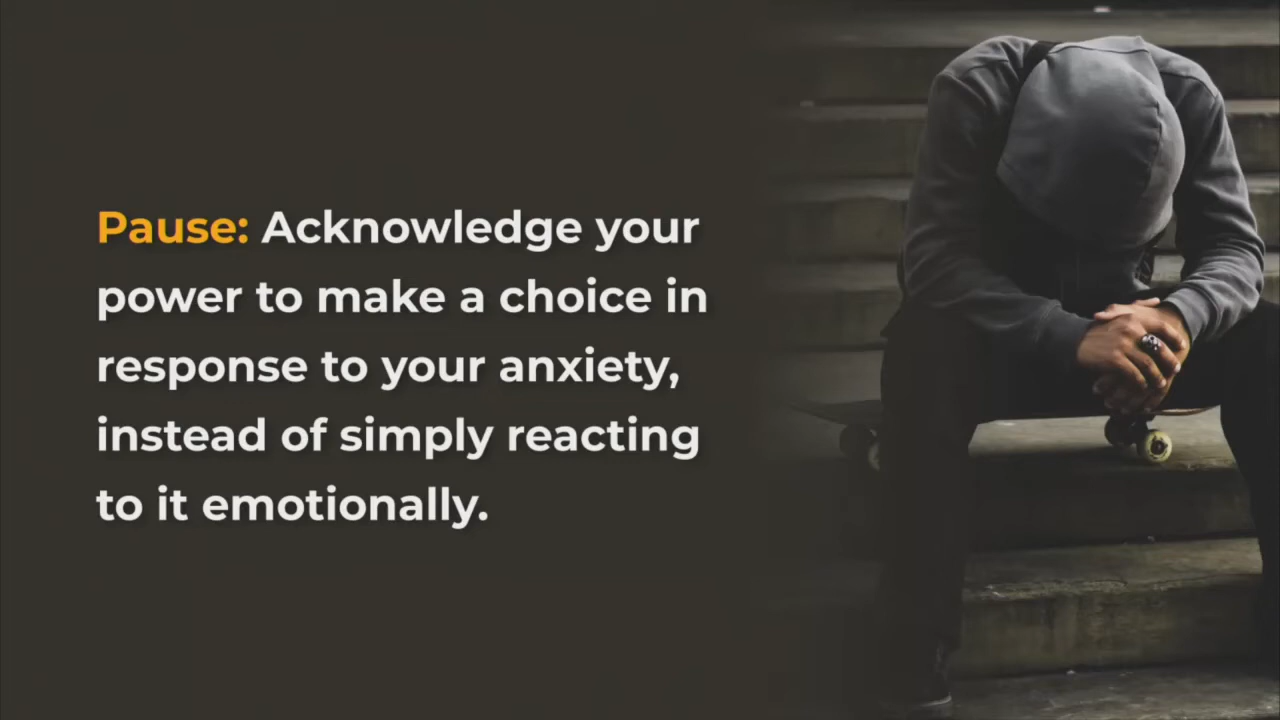 Pause: Acknowledge your
power to make a choice in
response to your anxiety,
instead of simply reacting
to it emotionally.